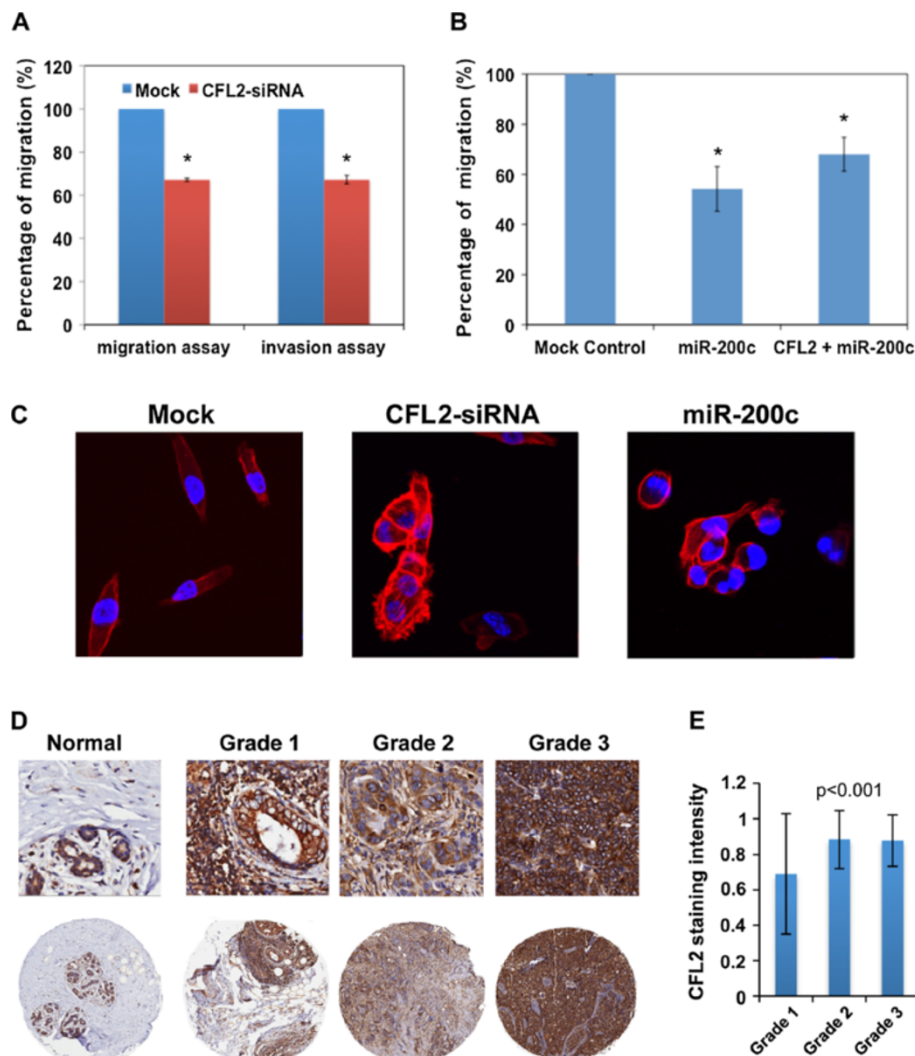 A
Percentage of migration (%)
120
100
80
60
40
20
0
Mock CFL2-siRNA
*
*
migration assay invasion assay
B
Percentage of migration (%)
100
80
60
40
20
0
*
*
Mock Control miR-200c CFL2 + miR-200c
C
Mock CFL2-siRNA miR-200c
D
Normal Grade 1 Grade 2 Grade 3
E
CFL2 staining intensity
1.2
1
0.8
0.6
0.4
0.2
0
p<0.001
Grade 1 Grade 2 Grade 3